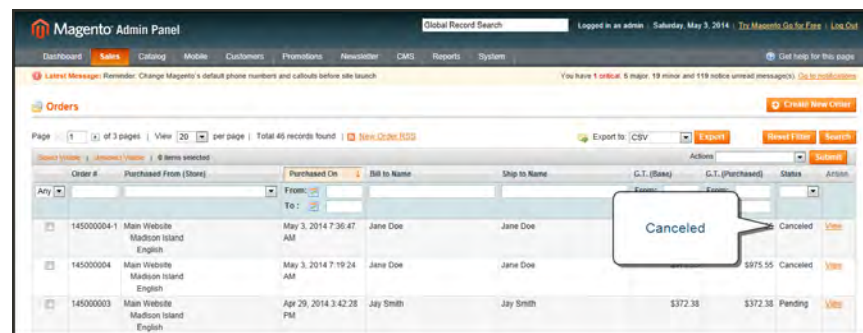 Magento Admin Panel
Global Record Search
Logged in as admin | Saturday, May 3, 2014 | Try Magento Go for Free | Log Out
Dashboard Sales Catalog Mobile Customers Promotions Newsletter CMS Reports System Get help for this page
Latest Message: Reminder: Change Magento's default phone numbers and callouts before site launch
You have 1 critical, 5 major, 19 minor and 119 notice unread message(s). Go to notifications
Orders
Create New Order
Page 1 of 3 pages | View 20 per page | Total 46 records found | New Order RSS
Export to: CSV Export Reset Filter Search
Select Visible | Unselect Visible | 0 items selected
Actions Submit
Order # Purchased From (Store) Purchased On Bill to Name Ship to Name G.T. (Base) G.T. (Purchased) Status Action
Any From: From: From:
To :
Canceled
145000004-1 Main Website May 3, 2014 7:36:47 Jane Doe Jane Doe Canceled View
Madison Island AM
English
145000004 Main Website May 3, 2014 7:19:24 Jane Doe Jane Doe $975.55 Canceled View
Madison Island AM
English
145000003 Main Website Apr 29, 2014 3:42:28 Jay Smith Jay Smith $372.38 $372.38 Pending View
Madison Island PM
English